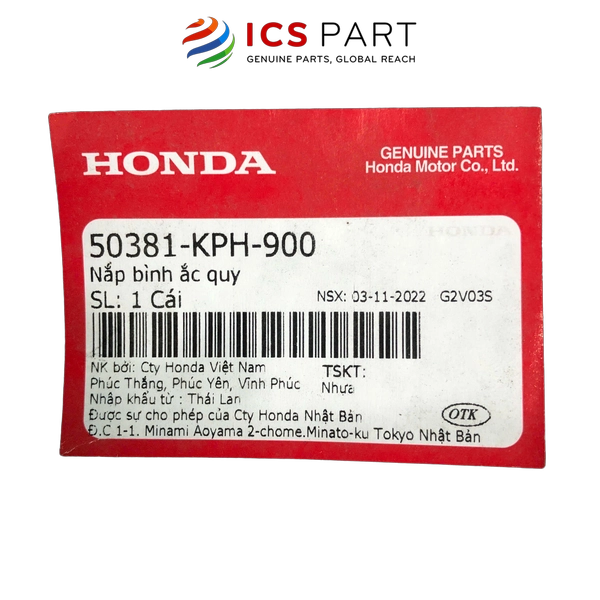 ICS PART
GENUINE PARTS, GLOBAL REACH
HONDA
GENUINE PARTS
Honda Motor Co., Ltd.
50381-KPH-900
Nắp bình ắc quy
SL: 1 Cái
NSX: 03-11-2022 G2V03S
NK bởi: Cty Honda Việt Nam
TSKT:
Phúc Thắng, Phúc Yên, Vĩnh Phúc
Nhựa
Nhập khẩu từ : Thái Lan
Được sự cho phép của Cty Honda Nhật Bản
OTK
Đ.C 1-1. Minami Aoyama 2-chome.Minato-ku Tokyo Nhật Bản